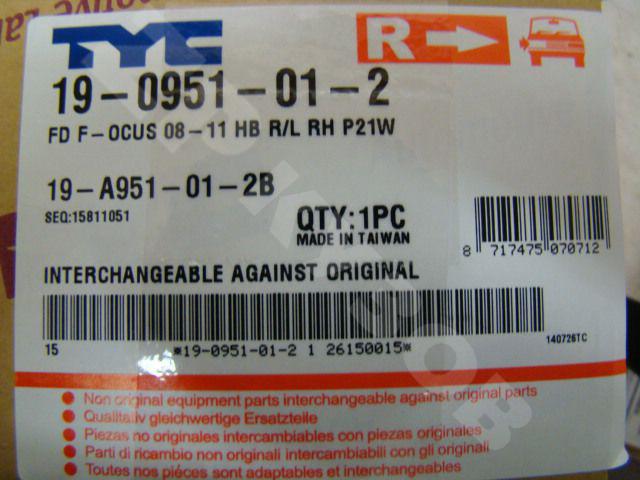 TYC
R
19-0951-01-2
FD F-OCUS 08-11 HB R/L RH P21W
19-A951-01-2B
SEQ:15811051
QTY:1PC
MADE IN TAIWAN
8 717475 070712
INTERCHANGEABLE AGAINST ORIGINAL
15 *19-0951-01-2 1 26150015* 140726TC
Non original equipment parts interchangeable against original parts
Qualitativ gleichwertige Ersatzteile
Piezas no originales intercambiables con piezas originales
Parti di ricambio non originali intercambiabili con gli originali
Toutes nos piéces sont adaptables et interchangeables